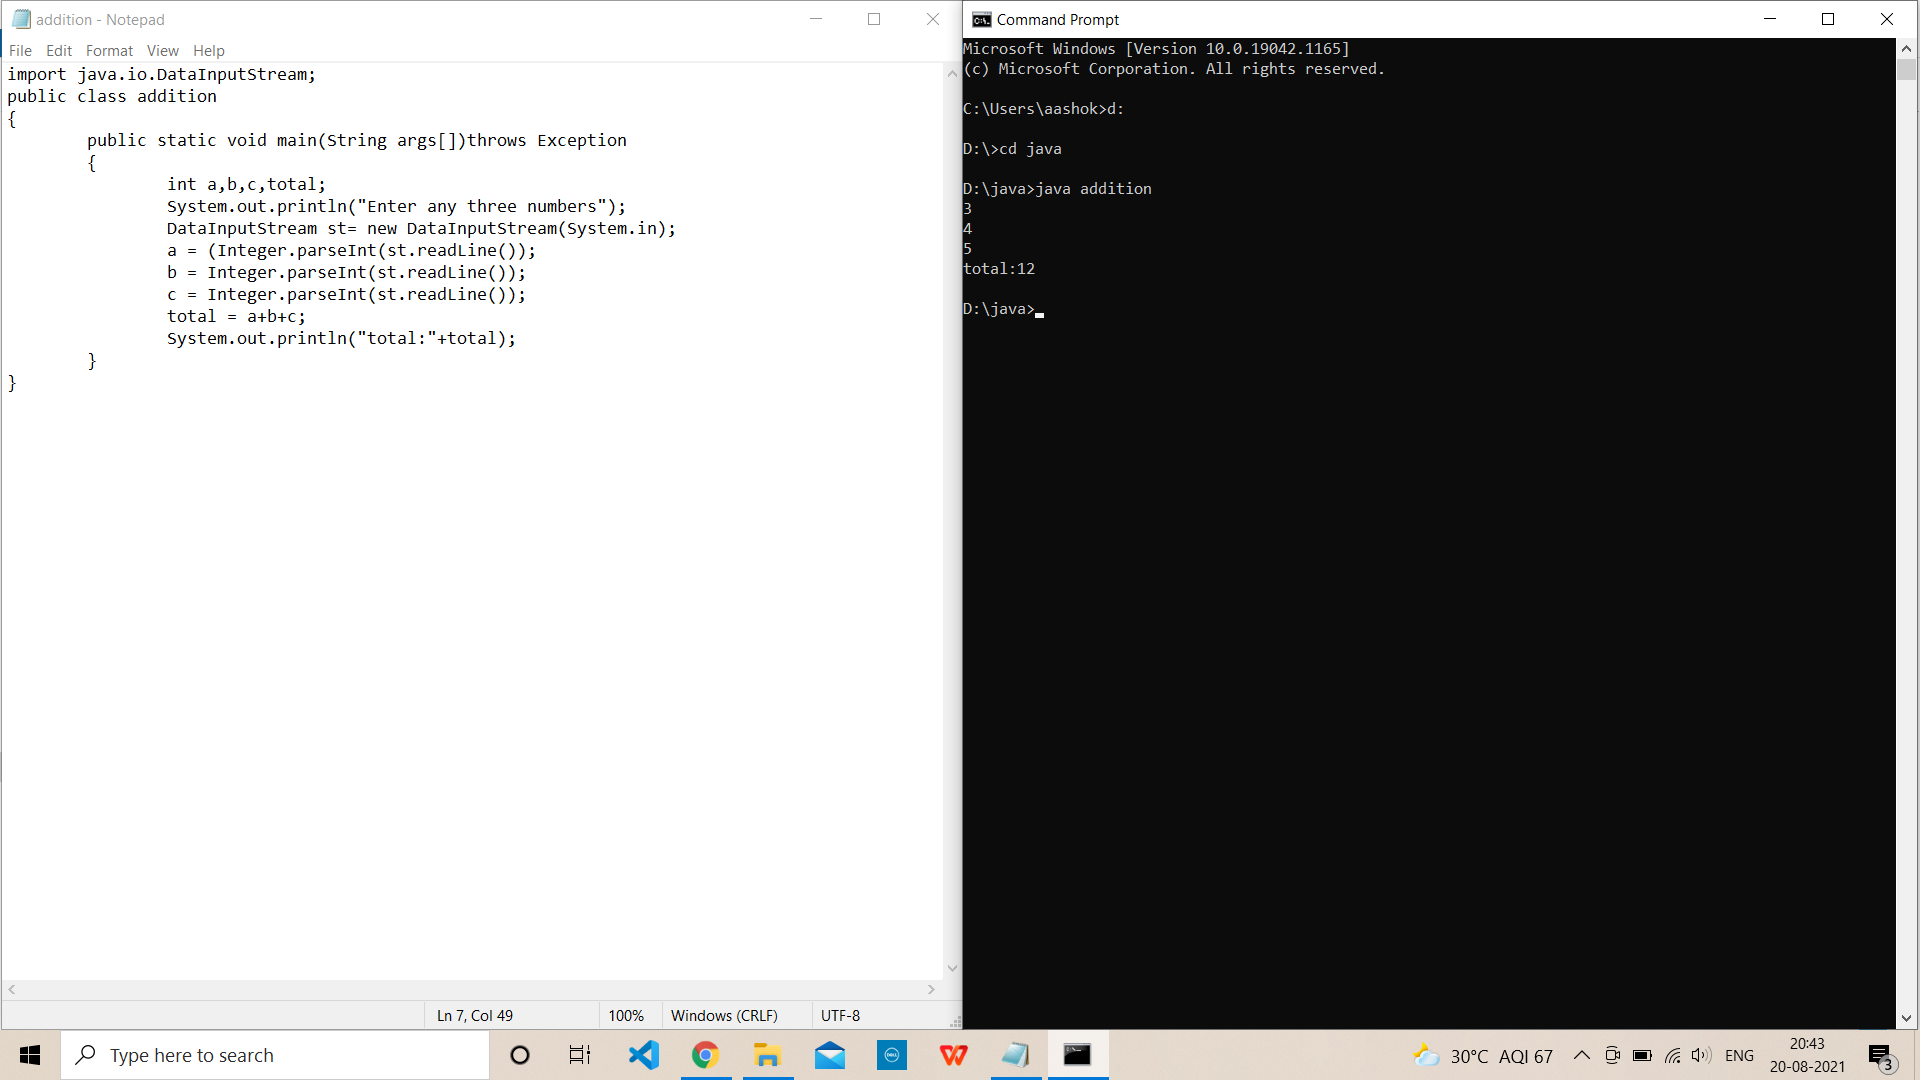 addition - Notepad
File Edit Format View Help
import java.io.DataInputStream;
public class addition
{
public static void main(String args[])throws Exception
{
int a,b,c,total;
System.out.println("Enter any three numbers");
DataInputStream st= new DataInputStream(System.in);
a = (Integer.parseInt(st.readLine());
b = Integer.parseInt(st.readLine());
c = Integer.parseInt(st.readLine());
total = a+b+c;
System.out.println("total:"+total);
}
}
Ln 7, Col 49 100% Windows (CRLF) UTF-8
Command Prompt
Microsoft Windows [Version 10.0.19042.1165]
(c) Microsoft Corporation. All rights reserved.
C:\Users\aashok>d:
D:\>cd java
D:\java>java addition
3
4
5
total:12
D:\java>
Type here to search
30°C AQI 67
ENG
20:43
20-08-2021
3